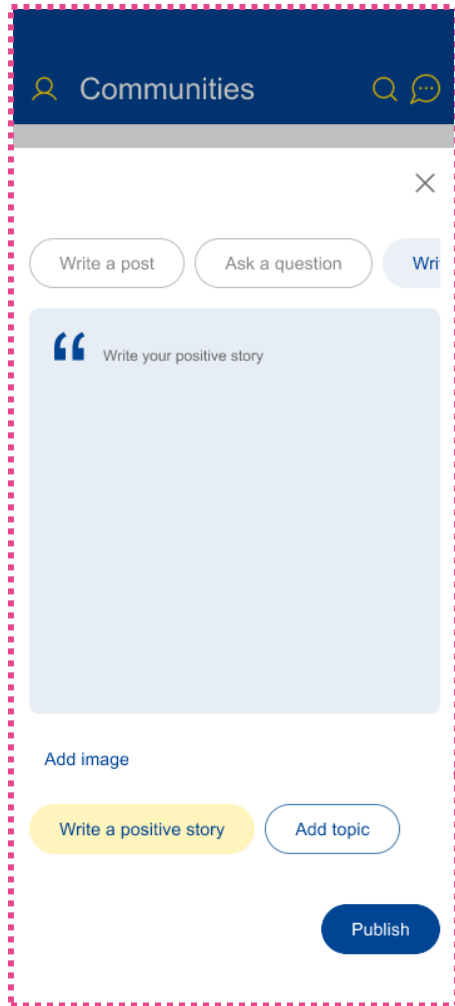 Communities
Write a post Ask a question Wri
“ Write your positive story
Add image
Write a positive story Add topic
Publish